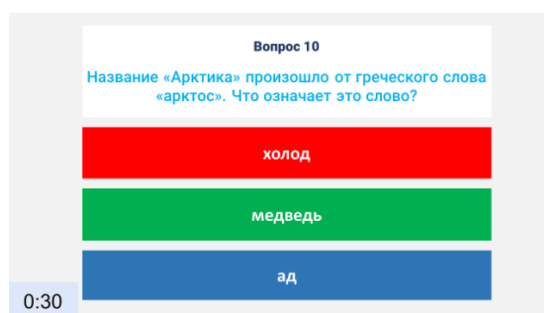 Вопрос 10
Название «Арктика» произошло от греческого слова
«арктос». Что означает это слово?
холод
медведь
ад
0:30